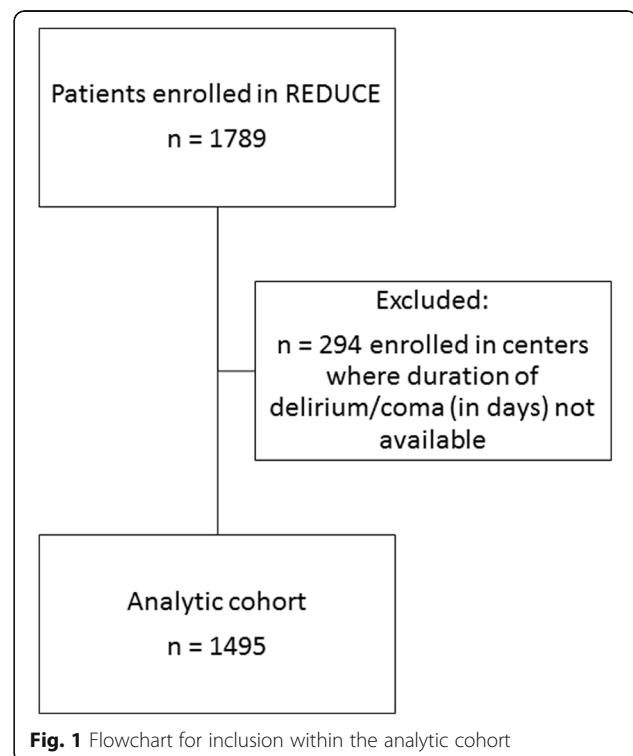 Patients enrolled in REDUCE
n = 1789
Excluded:
n = 294 enrolled in centers
where duration of
delirium/coma (in days) not
available
Analytic cohort
n = 1495
Fig. 1 Flowchart for inclusion within the analytic cohort